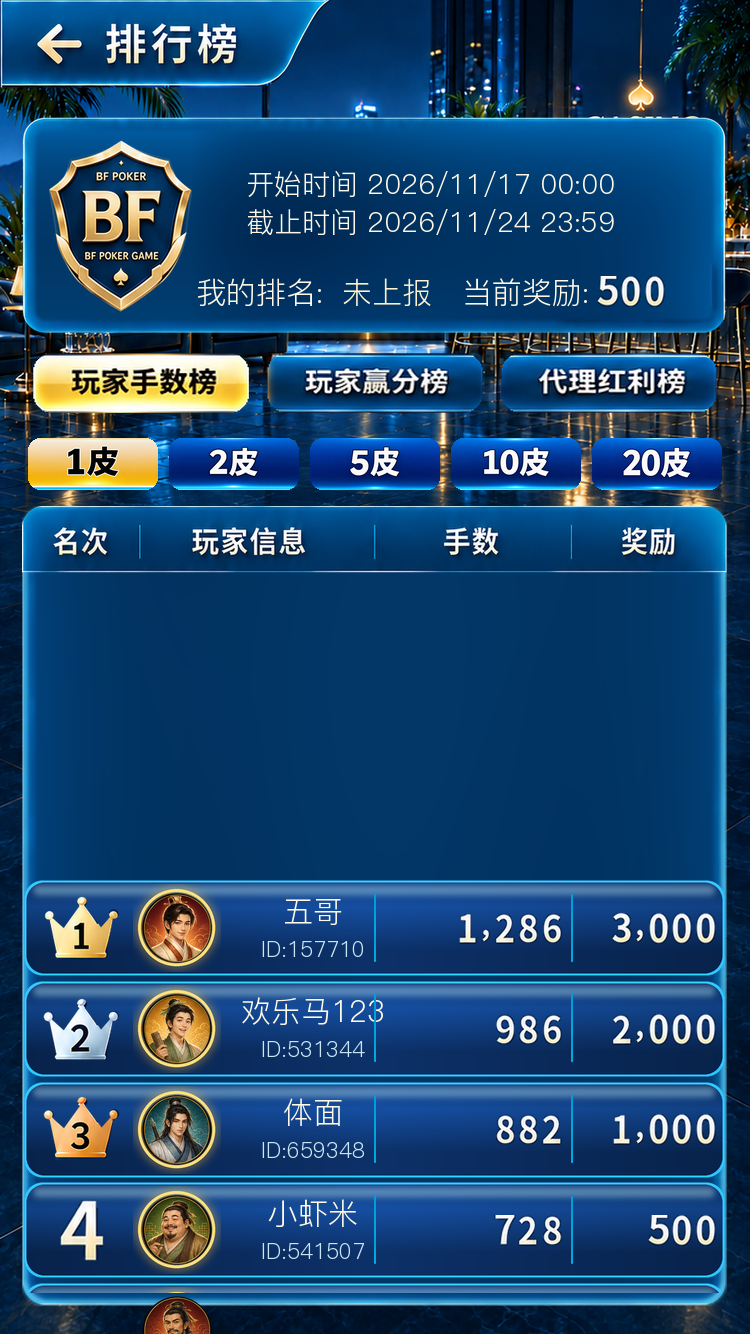 排行榜
BF POKER
BF
BF POKER GAME
开始时间 2026/11/17 00:00
截止时间 2026/11/24 23:59
我的排名: 未上报 当前奖励: 500
玩家手数榜 玩家赢分榜 代理红利榜
1皮 2皮 5皮 10皮 20皮
名次 玩家信息 手数 奖励
1 五哥 1,286 3,000
ID:157710
2 欢乐马123 986 2,000
ID:531344
3 体面 882 1,000
ID:659348
4 小虾米 728 500
ID:541507